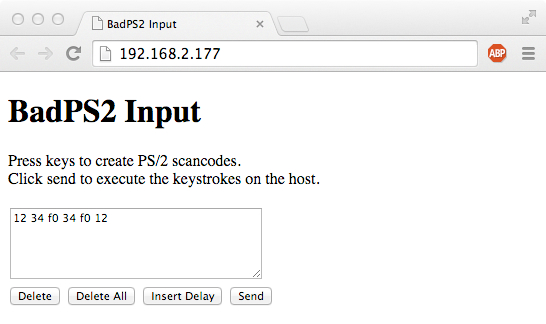 BadPS2 Input
192.168.2.177
ABP
BadPS2 Input
Press keys to create PS/2 scancodes.
Click send to execute the keystrokes on the host.
12 34 f0 34 f0 12
Delete Delete All Insert Delay Send